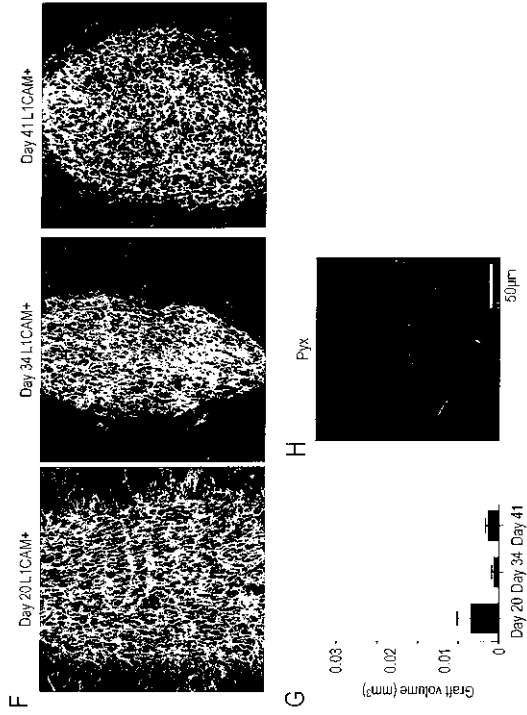 F
Day 20 L1CAM+
Day 34 L1CAM+
Day 41 L1CAM+
G
Graft volume (mm³)
0.03
0.02
0.01
0
Day 20 Day 34 Day 41
H
Pyx
50μm